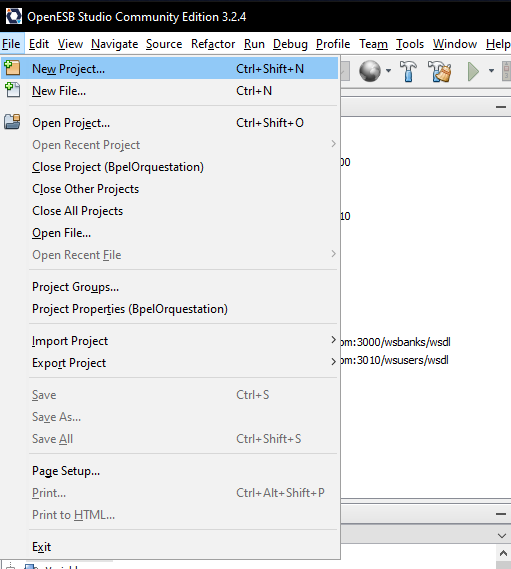 OpenESB Studio Community Edition 3.2.4
File Edit View Navigate Source Refactor Run Debug Profile Team Tools Window Help
New Project... Ctrl+Shift+N
New File... Ctrl+N
Open Project... Ctrl+Shift+O
Open Recent Project
Close Project (BpelOrquestation)
00
Close Other Projects
Close All Projects
10
Open File...
Open Recent File
Project Groups...
Project Properties (BpelOrquestation)
Import Project
om:3000/wsbanks/wsdl
Export Project
om:3010/wsusers/wsdl
Save Ctrl+S
Save As...
Save All Ctrl+Shift+S
Page Setup...
Print... Ctrl+Alt+Shift+P
Print to HTML...
Exit